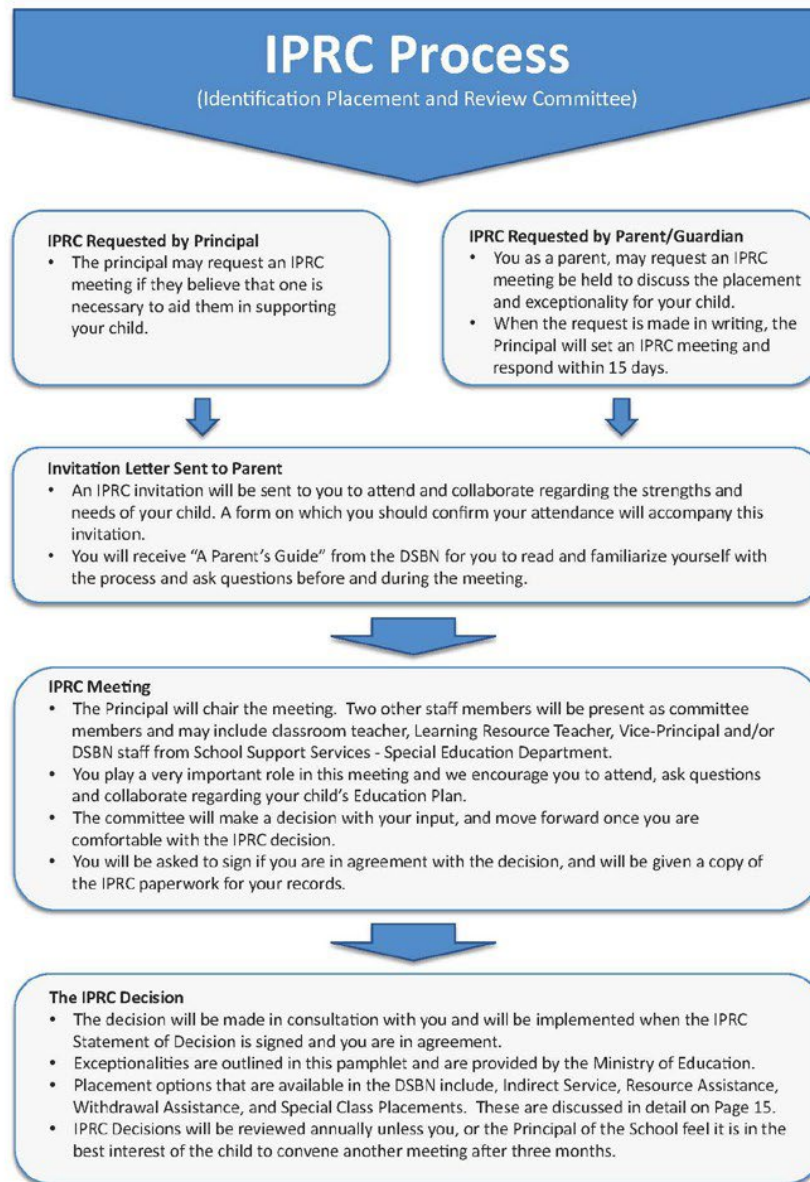 IPRC Process
(Identification Placement and Review Committee)
IPRC Requested by Principal
• The principal may request an IPRC
meeting if they believe that one is
necessary to aid them in supporting
your child.
IPRC Requested by Parent/Guardian
• You as a parent, may request an IPRC
meeting be held to discuss the placement
and exceptionality for your child.
• When the request is made in writing, the
Principal will set an IPRC meeting and
respond within 15 days.
Invitation Letter Sent to Parent
• An IPRC invitation will be sent to you to attend and collaborate regarding the strengths and
needs of your child. A form on which you should confirm your attendance will accompany this
invitation.
• You will receive “A Parent’s Guide” from the DSBN for you to read and familiarize yourself with
the process and ask questions before and during the meeting.
IPRC Meeting
• The Principal will chair the meeting. Two other staff members will be present as committee
members and may include classroom teacher, Learning Resource Teacher, Vice-Principal and/or
DSBN staff from School Support Services - Special Education Department.
• You play a very important role in this meeting and we encourage you to attend, ask questions
and collaborate regarding your child’s Education Plan.
• The committee will make a decision with your input, and move forward once you are
comfortable with the IPRC decision.
• You will be asked to sign if you are in agreement with the decision, and will be given a copy of
the IPRC paperwork for your records.
The IPRC Decision
• The decision will be made in consultation with you and will be implemented when the IPRC
Statement of Decision is signed and you are in agreement.
• Exceptionalities are outlined in this pamphlet and are provided by the Ministry of Education.
• Placement options that are available in the DSBN include, Indirect Service, Resource Assistance,
Withdrawal Assistance, and Special Class Placements. These are discussed in detail on Page 15.
• IPRC Decisions will be reviewed annually unless you, or the Principal of the School feel it is in the
best interest of the child to convene another meeting after three months.